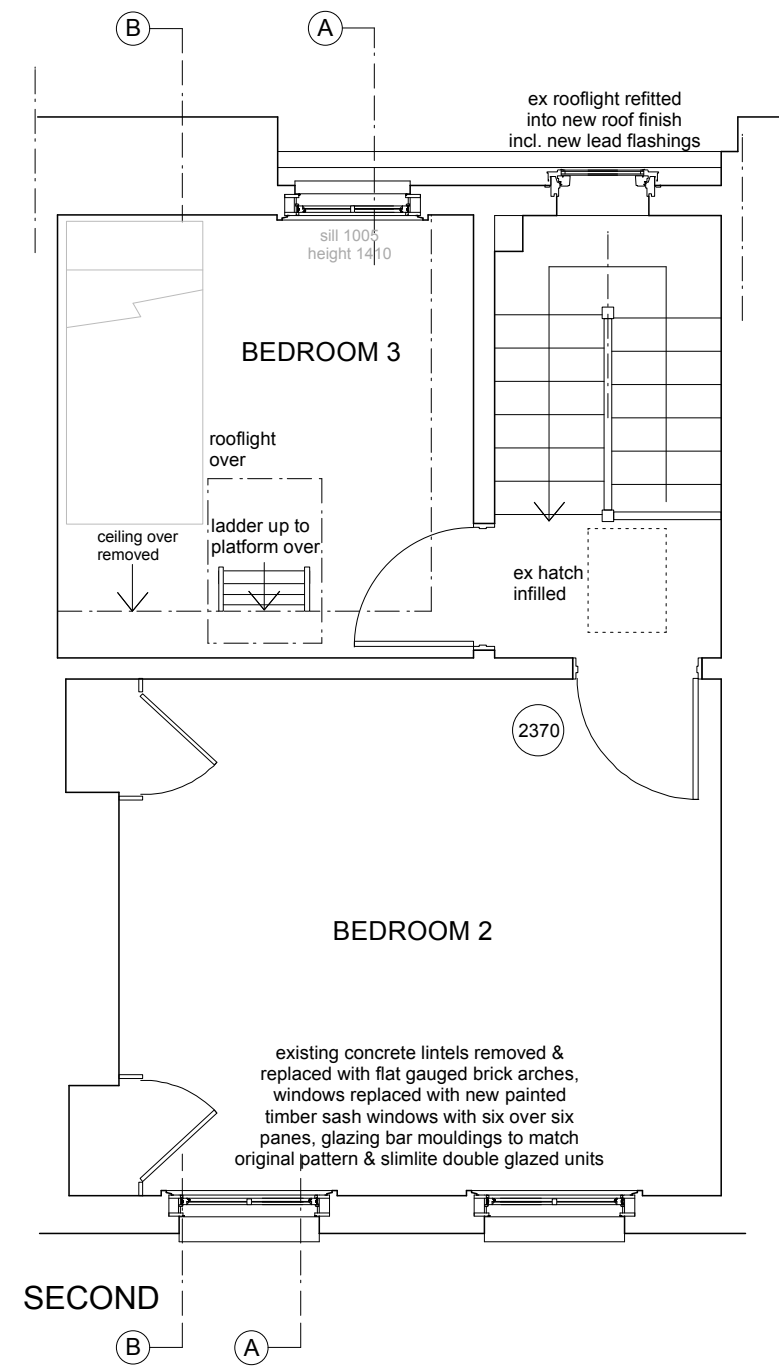 B
A
ex rooflight refitted
into new roof finish
incl. new lead flashings
sill 1005
height 1410
BEDROOM 3
rooflight
over
ceiling over
removed
ladder up to
platform over
ex hatch
infilled
2370
BEDROOM 2
existing concrete lintels removed &
replaced with flat gauged brick arches,
windows replaced with new painted
timber sash windows with six over six
panes, glazing bar mouldings to match
original pattern & slimlite double glazed units
SECOND
B
A